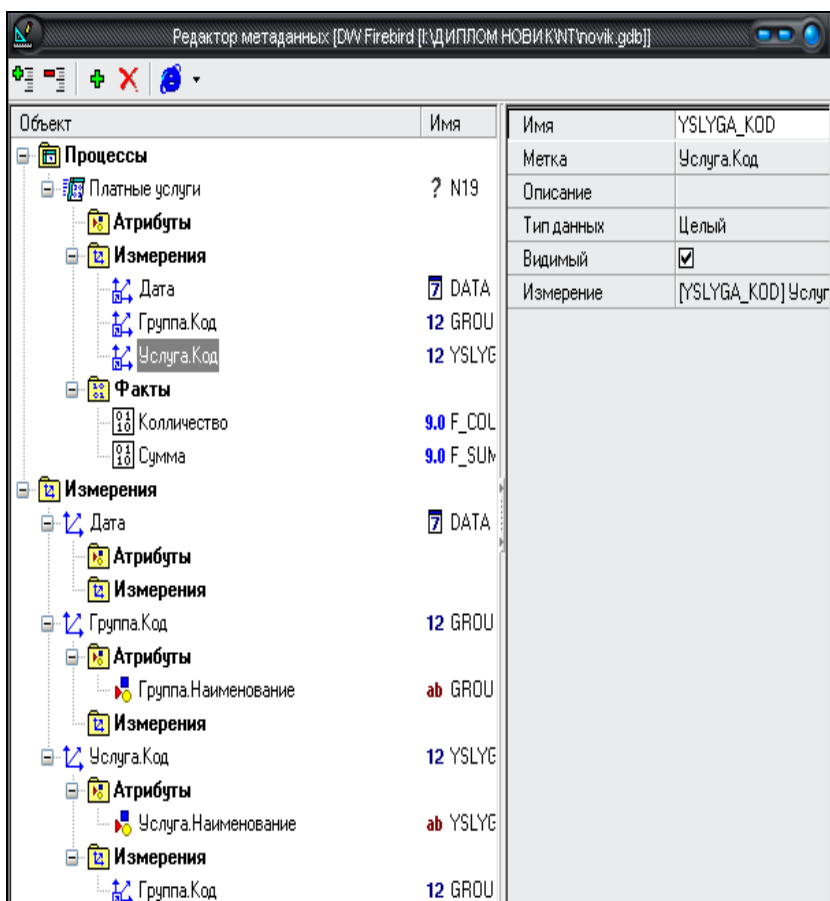 Редактор метаданных [DW Firebird [I:\ДИПЛОМ НОВИК\NT\novik.gdb]]
Объект Имя
Процессы
Платные услуги ? N19
Атрибуты
Измерения
Дата 7 DATA
Группа.Код 12 GROU
Услуга.Код 12 YSLYG
Факты
Колличество 9.0 F_COL
Сумма 9.0 F_SUM
Измерения
Дата 7 DATA
Атрибуты
Измерения
Группа.Код 12 GROU
Атрибуты
Группа.Наименование ab GROU
Измерения
Услуга.Код 12 YSLYG
Атрибуты
Услуга.Наименование ab YSLYG
Измерения
Группа.Код 12 GROU
Имя YSLYGA_KOD
Метка Услуга.Код
Описание
Тип данных Целый
Видимый
Измерение [YSLYGA_KOD] Услуг